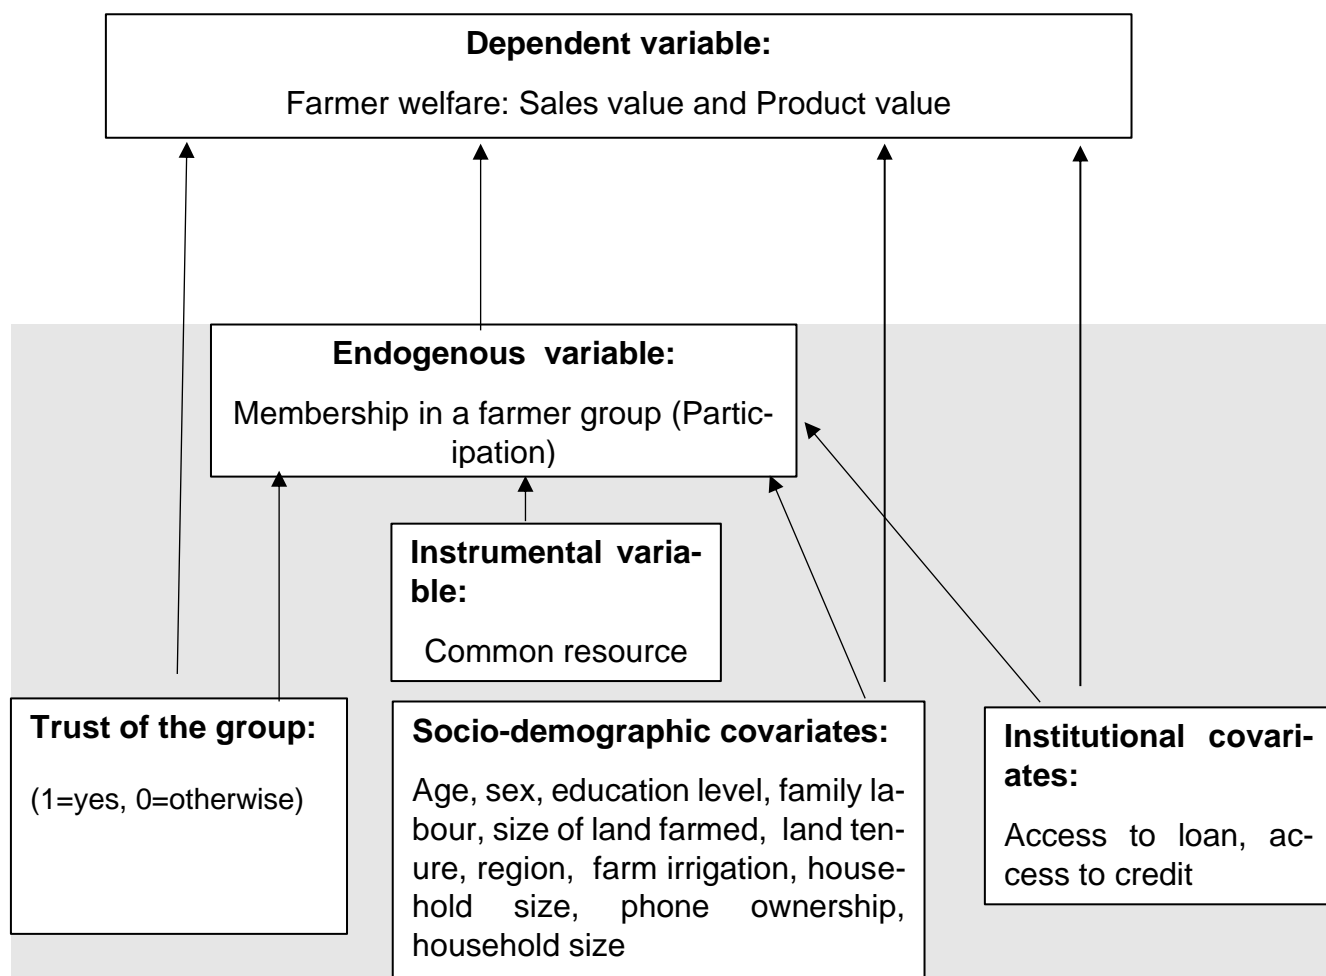 Dependent variable:
Farmer welfare: Sales value and Product value
Endogenous variable:
Membership in a farmer group (Partic-
ipation)
Instrumental varia-
ble:
Common resource
Trust of the group:
(1=yes, 0=otherwise)
Socio-demographic covariates:
Age, sex, education level, family la-
bour, size of land farmed, land ten-
ure, region, farm irrigation, house-
hold size, phone ownership,
household size
Institutional covari-
ates:
Access to loan, ac-
cess to credit